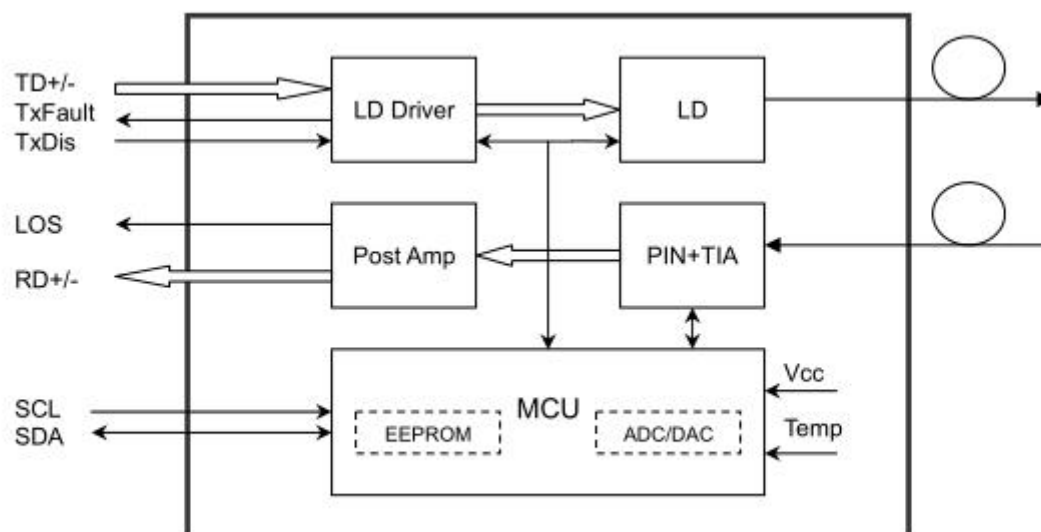 TD+/-
TxFault
TxDis
LD Driver
LD
LOS
RD+/-
Post Amp
PIN+TIA
SCL
SDA
MCU
EEPROM
ADC/DAC
Vcc
Temp